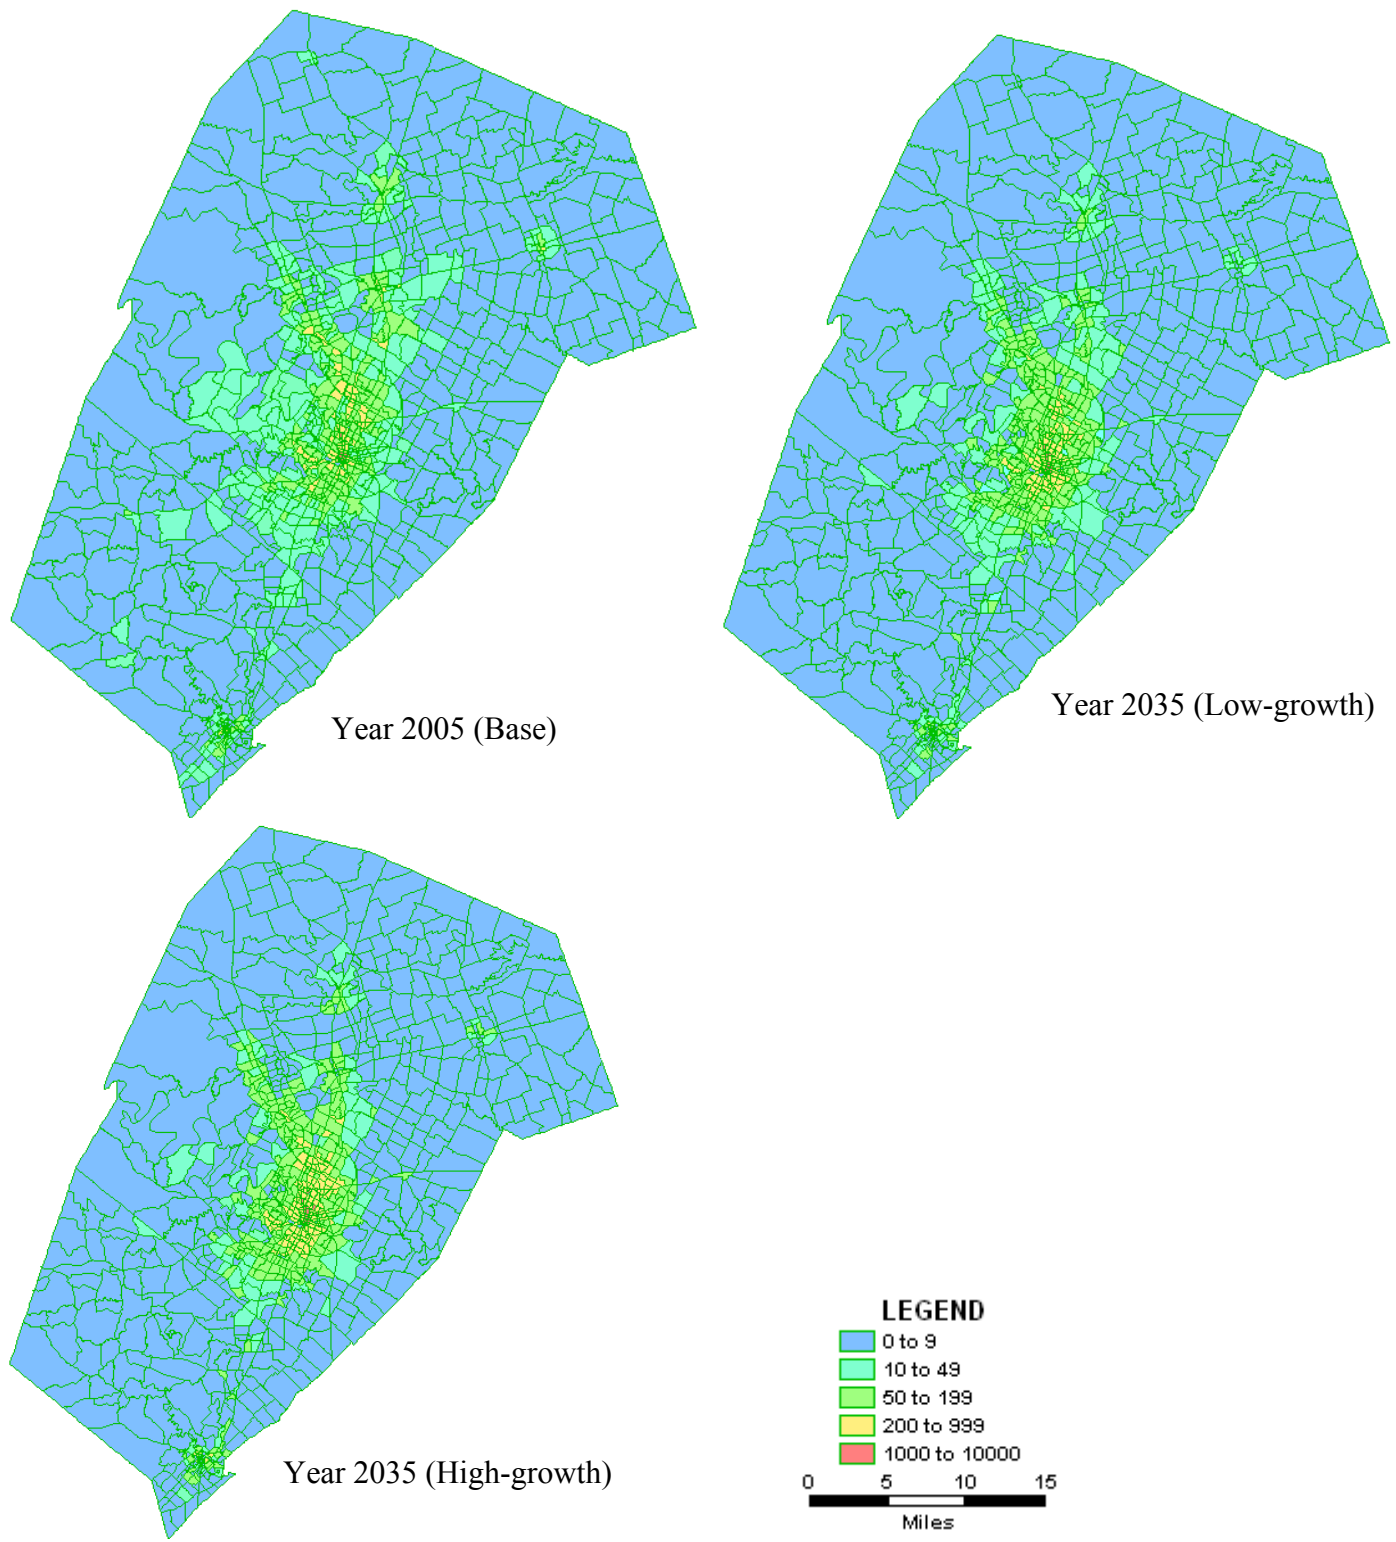 Year 2005 (Base)
Year 2035 (Low-growth)
Year 2035 (High-growth)
LEGEND
0 to 9
10 to 49
50 to 199
200 to 999
1000 to 10000
0 5 10 15
Miles